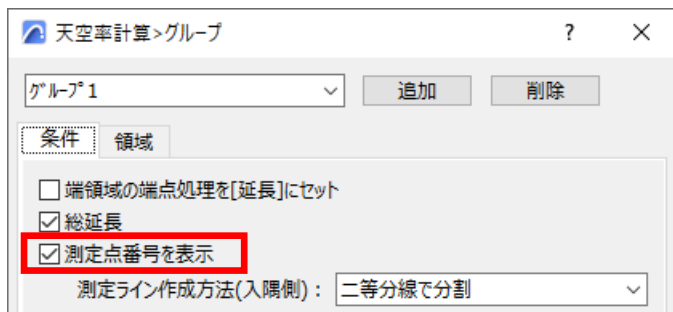 天空率計算>グループ
グループ1
追加
削除
条件
領域
端領域の端点処理を[延長]にセット
総延長
測定点番号を表示
測定ライン作成方法(入隅側)：
二等分線で分割